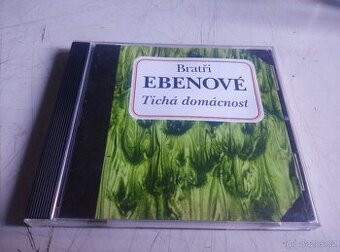 Bratři
EBENOVÉ
Tichá domácnost